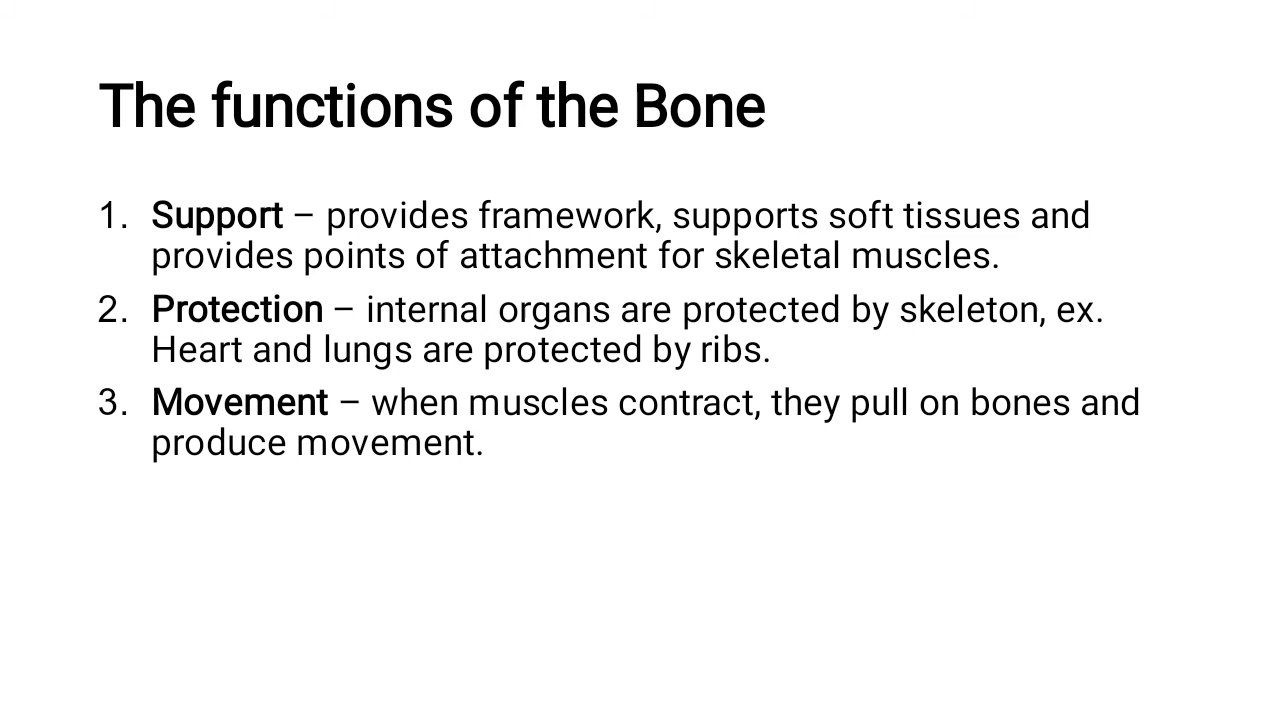 The functions of the Bone
1. Support – provides framework, supports soft tissues and
provides points of attachment for skeletal muscles.
2. Protection – internal organs are protected by skeleton, ex.
Heart and lungs are protected by ribs.
3. Movement – when muscles contract, they pull on bones and
produce movement.